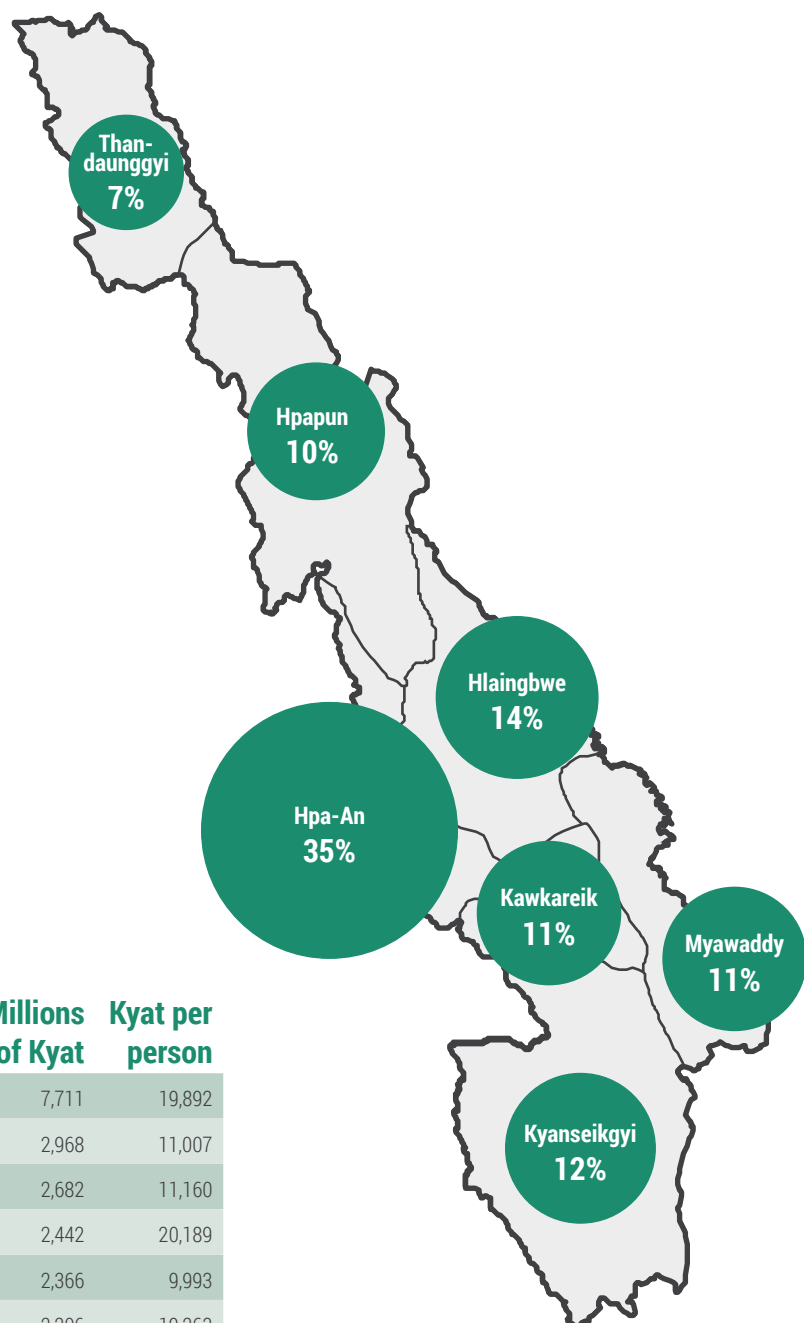 Than-
daunggyi
7%
Hpapun
10%
Hlaingbwe
14%
Hpa-An
35%
Kawkareik
11%
Myawaddy
11%
Kyanseikgyi
12%
Millions Kyat per
of Kyat person
7,711 19,892
2,968 11,007
2,682 11,160
2,442 20,189
2,366 9,993